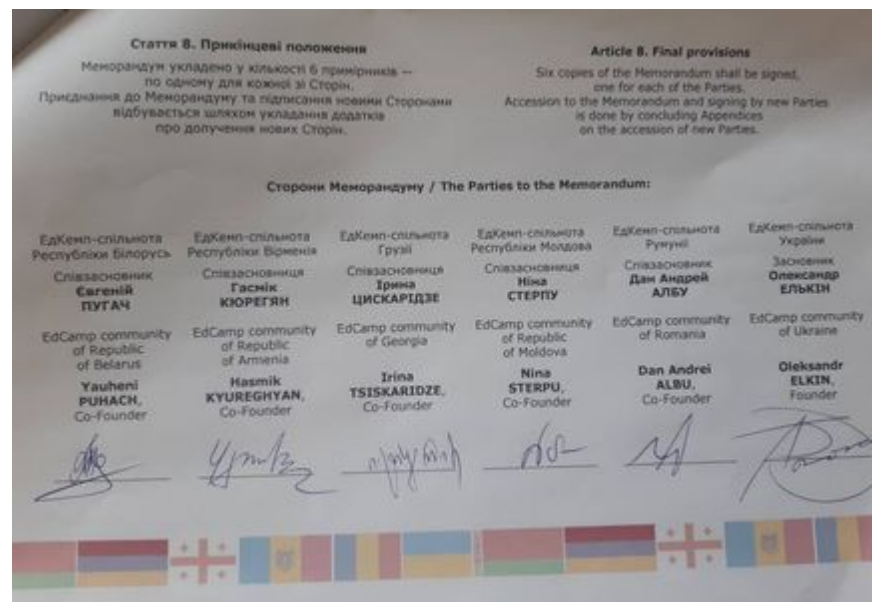 Стаття 8. Прикінцеві положення
Меморандум укладено у кількості 6 примірників —
по одному для кожної зі Сторін.
Приєднання до Меморандуму та підписання новими Сторонами
відбувається шляхом укладання додатків
про долучення нових Сторін.
Article 8. Final provisions
Six copies of the Memorandum shall be signed,
one for each of the Parties.
Accession to the Memorandum and signing by new Parties
is done by concluding Appendices
on the accession of new Parties.
Сторони Меморандуму / The Parties to the Memorandum:
ЕдКемп-спільнота
Республіки Білорусь
Співзасновник
Євгеній
ПУГАЧ
EdCamp community
of Republic
of Belarus
Yauheni
PUHACH,
Co-Founder
ЕдКемп-спільнота
Республіки Вірменія
Співзасновниця
Гасмік
КЮРЕГЯН
EdCamp community
of Republic
of Armenia
Hasmik
KYUREGHYAN,
Co-Founder
ЕдКемп-спільнота
Грузії
Співзасновниця
Ірина
ЦИСКАРІДЗЕ
EdCamp community
of Georgia
Irina
TSISKARIDZE,
Co-Founder
ЕдКемп-спільнота
Республіки Молдова
Співзасновниця
Ніна
СТЕРПУ
EdCamp community
of Republic
of Moldova
Nina
STERPU,
Co-Founder
ЕдКемп-спільнота
Румунії
Співзасновник
Дан Андрей
АЛБУ
EdCamp community
of Romania
Dan Andrei
ALBU,
Co-Founder
ЕдКемп-спільнота
України
Засновник
Олександр
ЕЛЬКІН
EdCamp community
of Ukraine
Oleksandr
ELKIN,
Founder